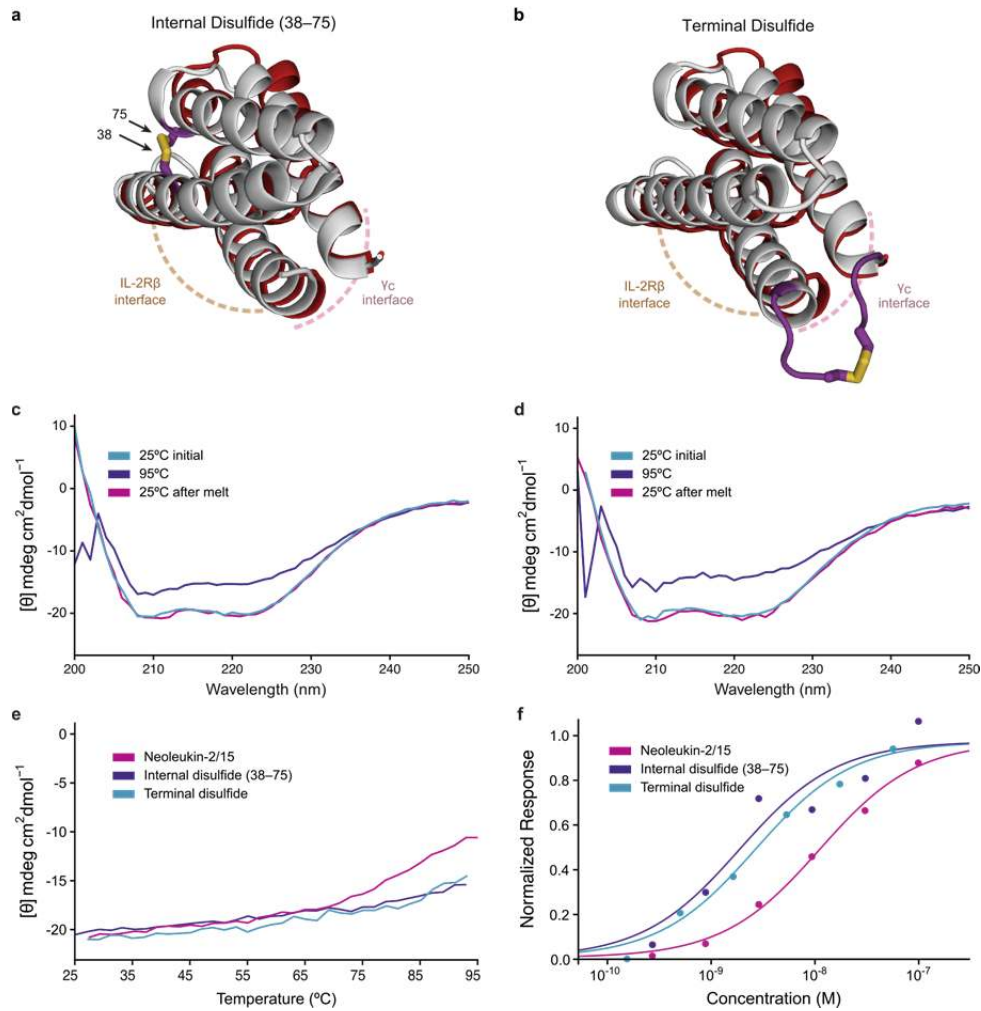 a
Internal Disulfide (38–75)
75
38
IL-2Rβ
interface
Υc
interface
b
Terminal Disulfide
IL-2Rβ
interface
Υc
interface
c
10
0
-10
-20
[θ] mdeg cm²dmol⁻¹
25ºC initial
95ºC
25ºC after melt
200
210
220
230
240
250
Wavelength (nm)
d
10
0
-10
-20
[θ] mdeg cm²dmol⁻¹
25ºC initial
95ºC
25ºC after melt
200
210
220
230
240
250
Wavelength (nm)
e
0
-5
-10
-15
-20
[θ] mdeg cm²dmol⁻¹
Neoleukin-2/15
Internal disulfide (38–75)
Terminal disulfide
25
35
45
55
65
75
85
95
Temperature (ºC)
f
1.0
0.8
0.6
0.4
0.2
0.0
Normalized Response
Neoleukin-2/15
Internal disulfide (38–75)
Terminal disulfide
10⁻¹⁰
10⁻⁹
10⁻⁸
10⁻⁷
Concentration (M)